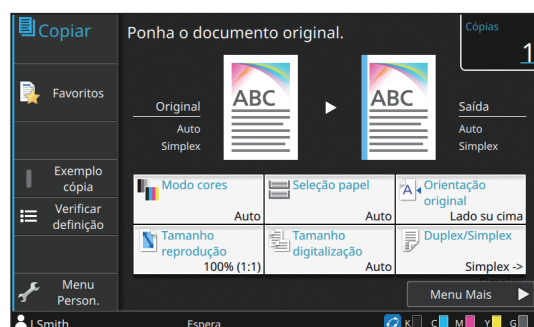 Copiar
Ponha o documento original.
Cópias
1
Favoritos
Original
Auto
Simplex
ABC
ABC
Saída
Auto
Simplex
Exemplo
cópia
Verificar
definição
Menu
Person.
Modo cores
Auto
Seleção papel
Auto
Orientação
original
Lado su cima
Tamanho
reprodução
100% (1:1)
Tamanho
digitalização
Auto
Duplex/Simplex
Simplex ->
Menu Mais
J Smith
Espera
K C M Y G